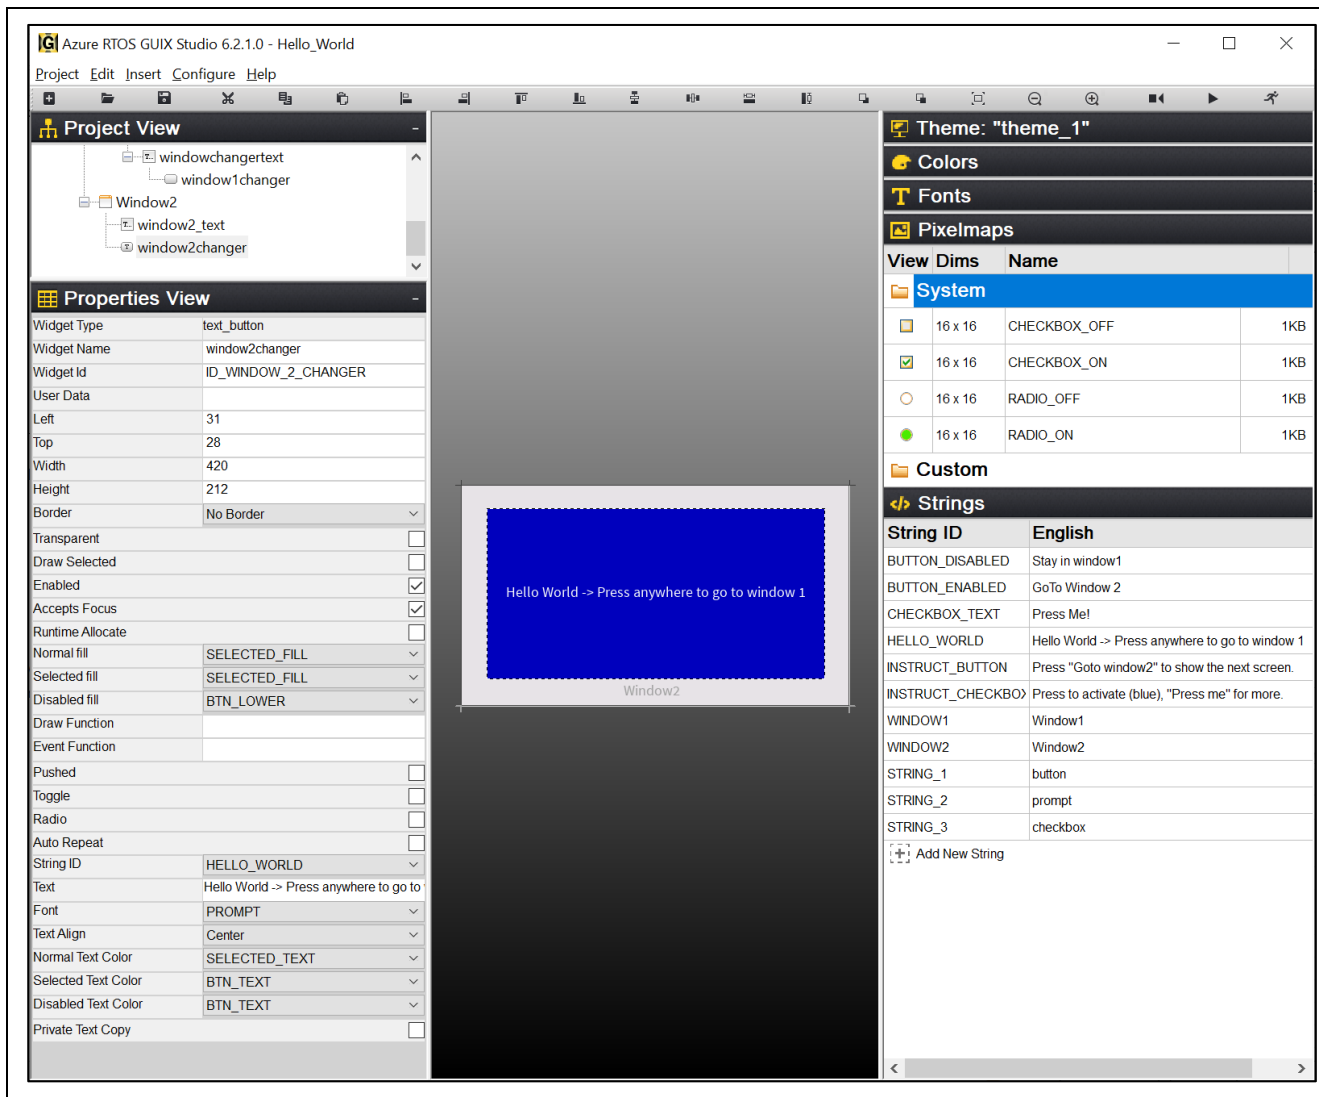 Azure RTOS GUIX Studio 6.2.1.0 - Hello_World
Project Edit Insert Configure Help
Project View
windowchangertext
window1changer
Window2
window2_text
window2changer
Properties View
Widget Type text_button
Widget Name window2changer
Widget Id ID_WINDOW_2_CHANGER
User Data
Left 31
Top 28
Width 420
Height 212
Border No Border
Transparent
Draw Selected
Enabled
Accepts Focus
Runtime Allocate
Normal fill SELECTED_FILL
Selected fill SELECTED_FILL
Disabled fill BTN_LOWER
Draw Function
Event Function
Pushed
Toggle
Radio
Auto Repeat
String ID HELLO_WORLD
Text Hello World -> Press anywhere to go to
Font PROMPT
Text Align Center
Normal Text Color SELECTED_TEXT
Selected Text Color BTN_TEXT
Disabled Text Color BTN_TEXT
Private Text Copy
Hello World -> Press anywhere to go to window 1
Window2
Theme: "theme_1"
Colors
Fonts
Pixelmaps
View Dims Name
System
16 x 16 CHECKBOX_OFF 1KB
16 x 16 CHECKBOX_ON 1KB
16 x 16 RADIO_OFF 1KB
16 x 16 RADIO_ON 1KB
Custom
Strings
String ID English
BUTTON_DISABLED Stay in window1
BUTTON_ENABLED GoTo Window 2
CHECKBOX_TEXT Press Me!
HELLO_WORLD Hello World -> Press anywhere to go to window 1
INSTRUCT_BUTTON Press "Goto window2" to show the next screen.
INSTRUCT_CHECKBOX Press to activate (blue), "Press me" for more.
WINDOW1 Window1
WINDOW2 Window2
STRING_1 button
STRING_2 prompt
STRING_3 checkbox
Add New String